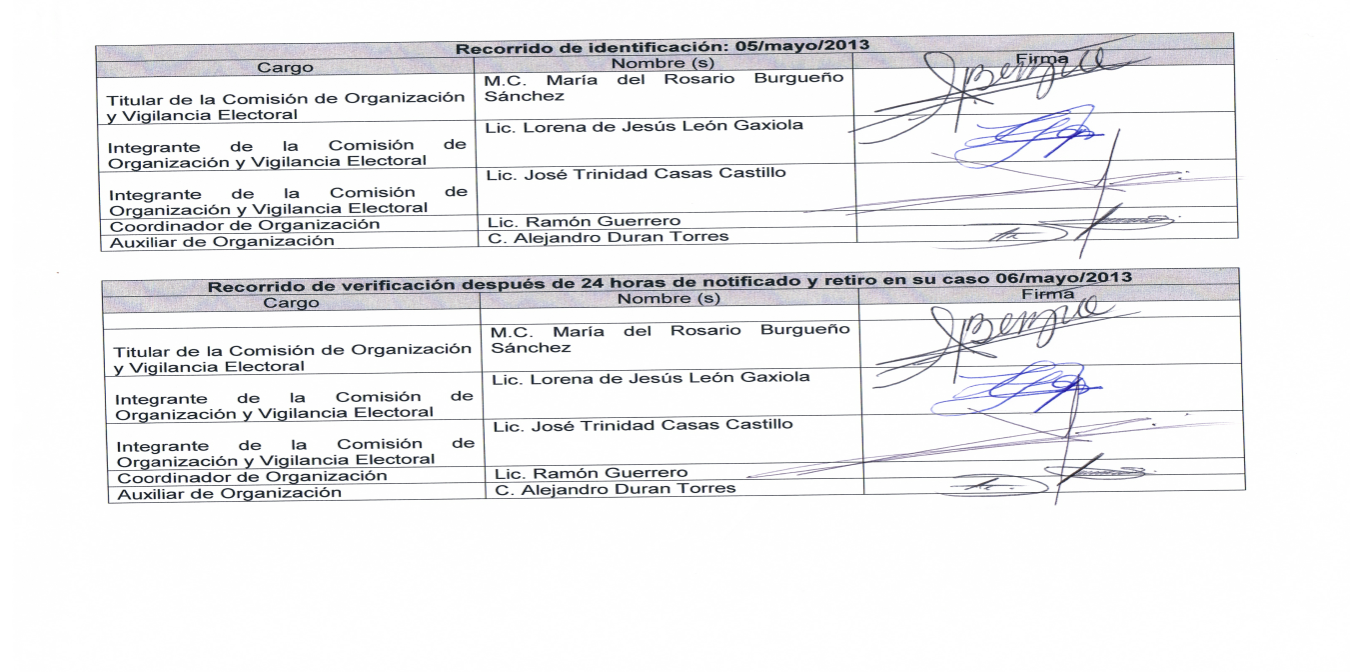 Recorrido de identificación: 05/mayo/2013
Cargo Nombre (s) Firma
Titular de la Comisión de Organización y Vigilancia Electoral
M.C. María del Rosario Burgueño Sánchez
Integrante de la Comisión de Organización y Vigilancia Electoral
Lic. Lorena de Jesús León Gaxiola
Integrante de la Comisión de Organización y Vigilancia Electoral
Lic. José Trinidad Casas Castillo
Coordinador de Organización Lic. Ramón Guerrero
Auxiliar de Organización C. Alejandro Duran Torres
Recorrido de verificación después de 24 horas de notificado y retiro en su caso 06/mayo/2013
Cargo Nombre (s) Firma
Titular de la Comisión de Organización y Vigilancia Electoral
M.C. María del Rosario Burgueño Sánchez
Integrante de la Comisión de Organización y Vigilancia Electoral
Lic. Lorena de Jesús León Gaxiola
Integrante de la Comisión de Organización y Vigilancia Electoral
Lic. José Trinidad Casas Castillo
Coordinador de Organización Lic. Ramón Guerrero
Auxiliar de Organización C. Alejandro Duran Torres